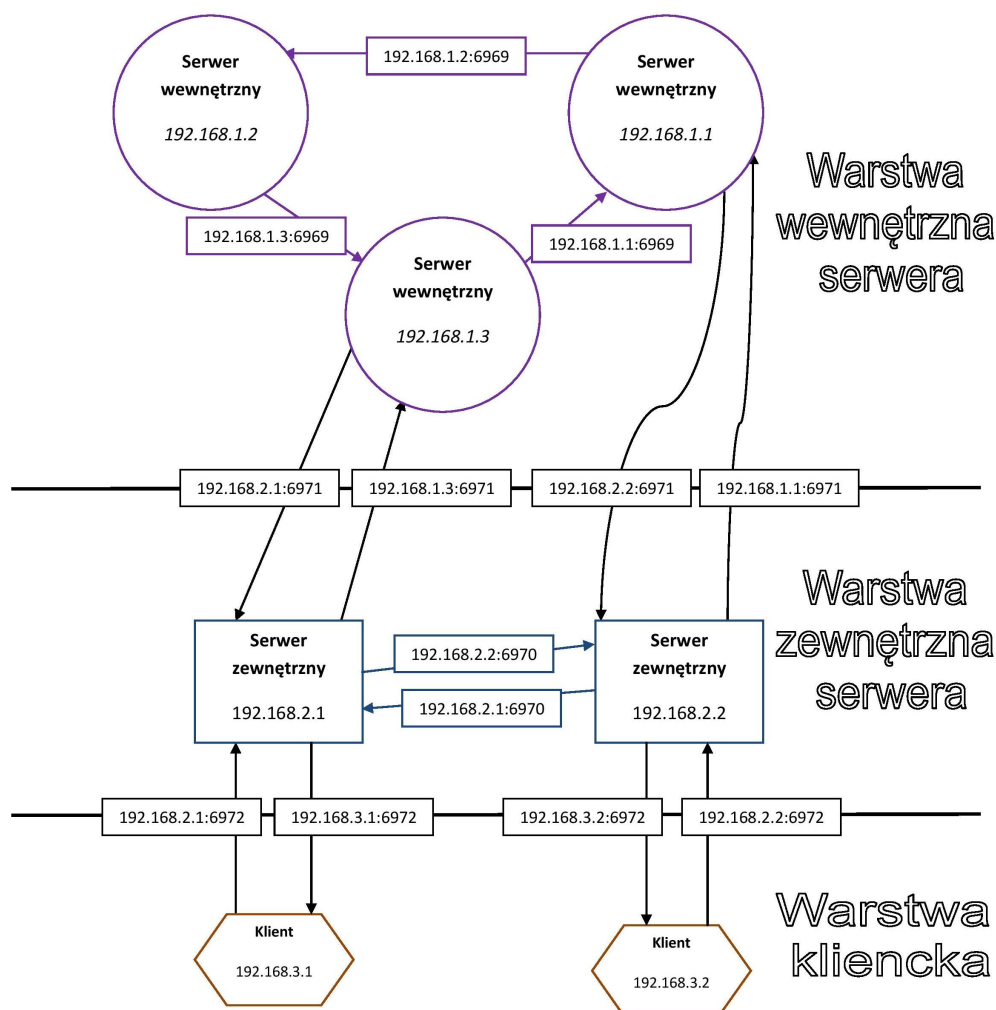 192.168.1.2:6969
Serwer
wewnętrzny
192.168.1.2
Serwer
wewnętrzny
192.168.1.1
192.168.1.3:6969
192.168.1.1:6969
Serwer
wewnętrzny
192.168.1.3
Warstwa
wewnętrzna
serwera
192.168.2.1:6971
192.168.1.3:6971
192.168.2.2:6971
192.168.1.1:6971
Serwer
zewnętrzny
192.168.2.1
192.168.2.2:6970
192.168.2.1:6970
Serwer
zewnętrzny
192.168.2.2
Warstwa
zewnętrzna
serwera
192.168.2.1:6972
192.168.3.1:6972
192.168.3.2:6972
192.168.2.2:6972
Klient
192.168.3.1
Klient
192.168.3.2
Warstwa
kliencka